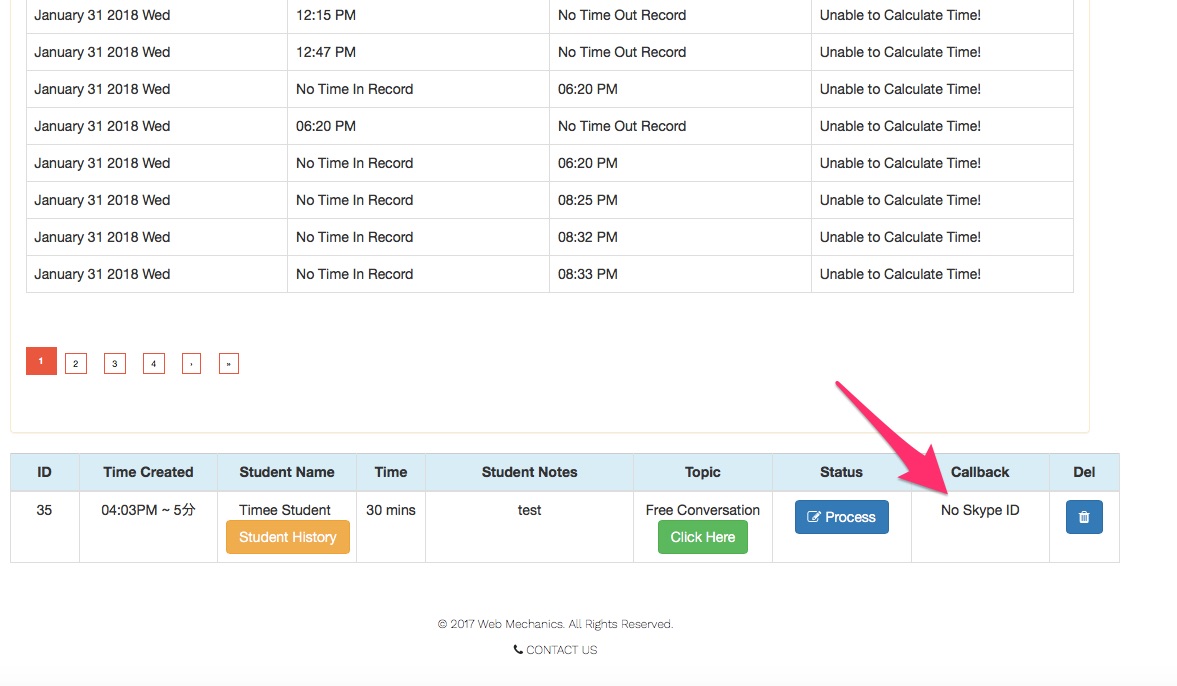 January 31 2018 Wed 12:15 PM No Time Out Record Unable to Calculate Time!
January 31 2018 Wed 12:47 PM No Time Out Record Unable to Calculate Time!
January 31 2018 Wed No Time In Record 06:20 PM Unable to Calculate Time!
January 31 2018 Wed 06:20 PM No Time Out Record Unable to Calculate Time!
January 31 2018 Wed No Time In Record 06:20 PM Unable to Calculate Time!
January 31 2018 Wed No Time In Record 08:25 PM Unable to Calculate Time!
January 31 2018 Wed No Time In Record 08:32 PM Unable to Calculate Time!
January 31 2018 Wed No Time In Record 08:33 PM Unable to Calculate Time!
1 2 3 4 › »
ID Time Created Student Name Time Student Notes Topic Status Callback Del
35 04:03PM ~ 5分 Timee Student 30 mins test Free Conversation Process No Skype ID
Student History Click Here
© 2017 Web Mechanics. All Rights Reserved.
CONTACT US